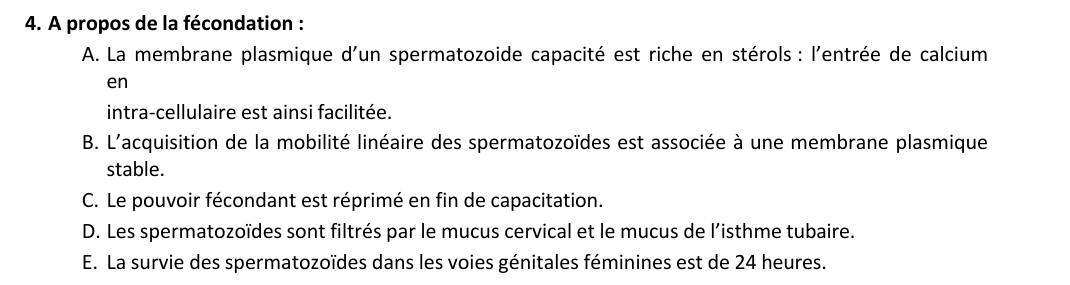 4. A propos de la fécondation :
A. La membrane plasmique d’un spermatozoide capacité est riche en stérols : l’entrée de calcium
en
intra-cellulaire est ainsi facilitée.
B. L’acquisition de la mobilité linéaire des spermatozoïdes est associée à une membrane plasmique
stable.
C. Le pouvoir fécondant est réprimé en fin de capacitation.
D. Les spermatozoïdes sont filtrés par le mucus cervical et le mucus de l’isthme tubaire.
E. La survie des spermatozoïdes dans les voies génitales féminines est de 24 heures.